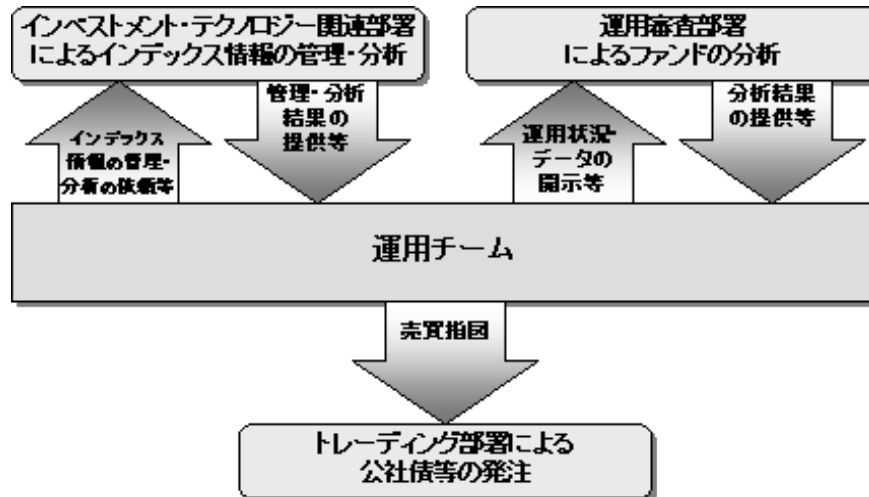 インベストメント・テクノロジー関連部署
によるインデックス情報の管理・分析
運用審査部署
によるファンドの分析
インデックス
情報の管理・
分析の依頼等
管理・分析
結果の
提供等
運用状況・
データの
開示等
分析結果
の提供等
運用チーム
売買指図
トレーディング部署による
公社債等の発注